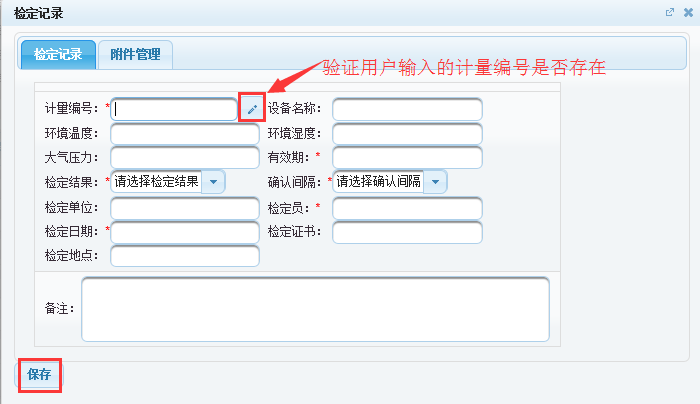 检定记录
检定记录 附件管理
验证用户输入的计量编号是否存在
计量编号：* 设备名称：
环境温度： 环境湿度：
大气压力： 有效期：*
检定结果：* 请选择检定结果 确认间隔：* 请选择确认间隔
检定单位： 检定员：*
检定日期：* 检定证书：
检定地点：
备注：
保存